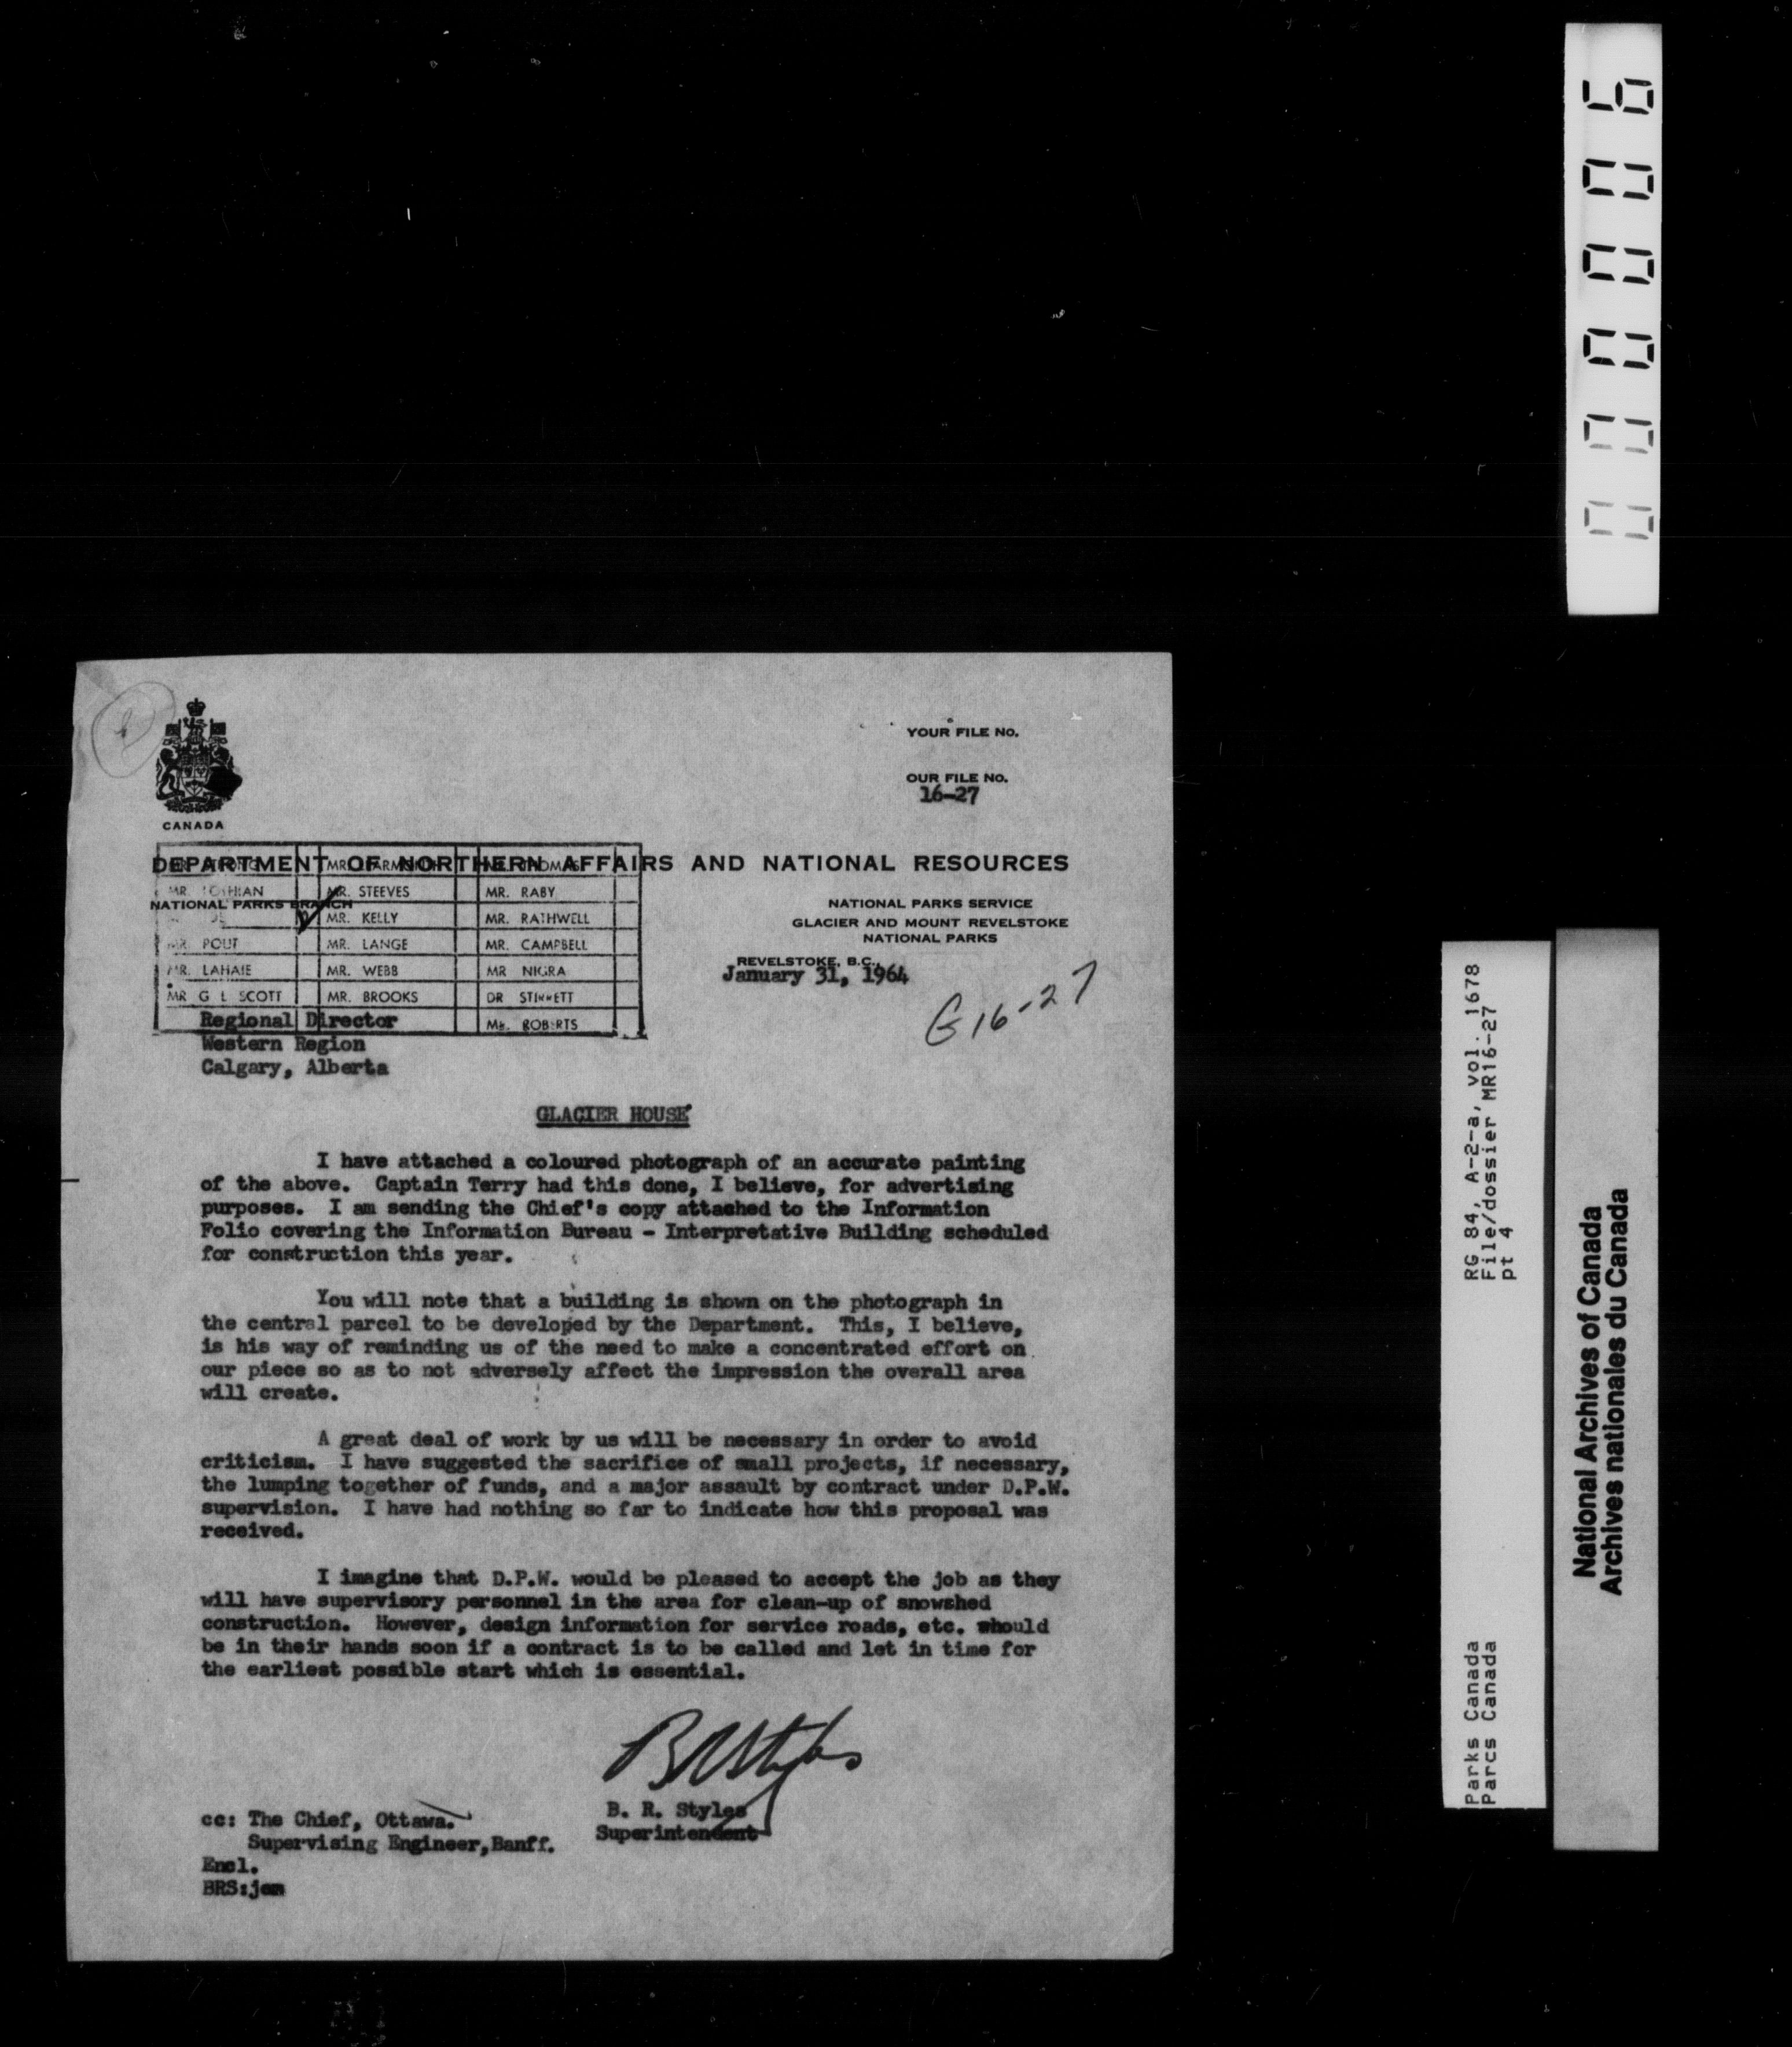 YOUR FILE No.
OUR FILE No.
16-27
CANADA
DEPARTMENT OF NORTHERN AFFAIRS AND NATIONAL RESOURCES
NATIONAL PARKS BRANCH
MR. LOTHIAN
MR. POUT
MR. LAHAIE
MR G L SCOTT
MR. STEEVES
MR. KELLY
MR. LANGE
MR. WEBB
MR. BROOKS
MR. RABY
MR. RATHWELL
MR. CAMPBELL
MR NIGRA
DR
MR. ROBERTS
NATIONAL PARKS SERVICE
GLACIER AND MOUNT REVELSTOKE
NATIONAL PARKS
REVELSTOKE, B.C.,
January 31, 1964
G 16-27
Regional Director
Western Region
Calgary, Alberta
GLACIER HOUSE
I have attached a coloured photograph of an accurate painting
of the above. Captain Terry had this done, I believe, for advertising
purposes. I am sending the Chief's copy attached to the Information
Folio covering the Information Bureau - Interpretative Building scheduled
for construction this year.
You will note that a building is shown on the photograph in
the central parcel to be developed by the Department. This, I believe,
is his way of reminding us of the need to make a concentrated effort on
our piece so as to not adversely affect the impression the overall area
will create.
A great deal of work by us will be necessary in order to avoid
criticism. I have suggested the sacrifice of small projects, if necessary,
the lumping together of funds, and a major assault by contract under D.P.W.
supervision. I have had nothing so far to indicate how this proposal was
received.
I imagine that D.P.W. would be pleased to accept the job as they
will have supervisory personnel in the area for clean-up of snowshed
construction. However, design information for service roads, etc. should
be in their hands soon if a contract is to be called and let in time for
the earliest possible start which is essential.
BRStyles
B. R. Styles
Superintendent
cc: The Chief, Ottawa.
Supervising Engineer,Banff.
Encl.
BRS:jem
000006
RG 84, A-2-a, vol. 1678
File/dossier MR16-27
pt 4
Parks Canada
Parcs Canada
National Archives of Canada
Archives nationales du Canada